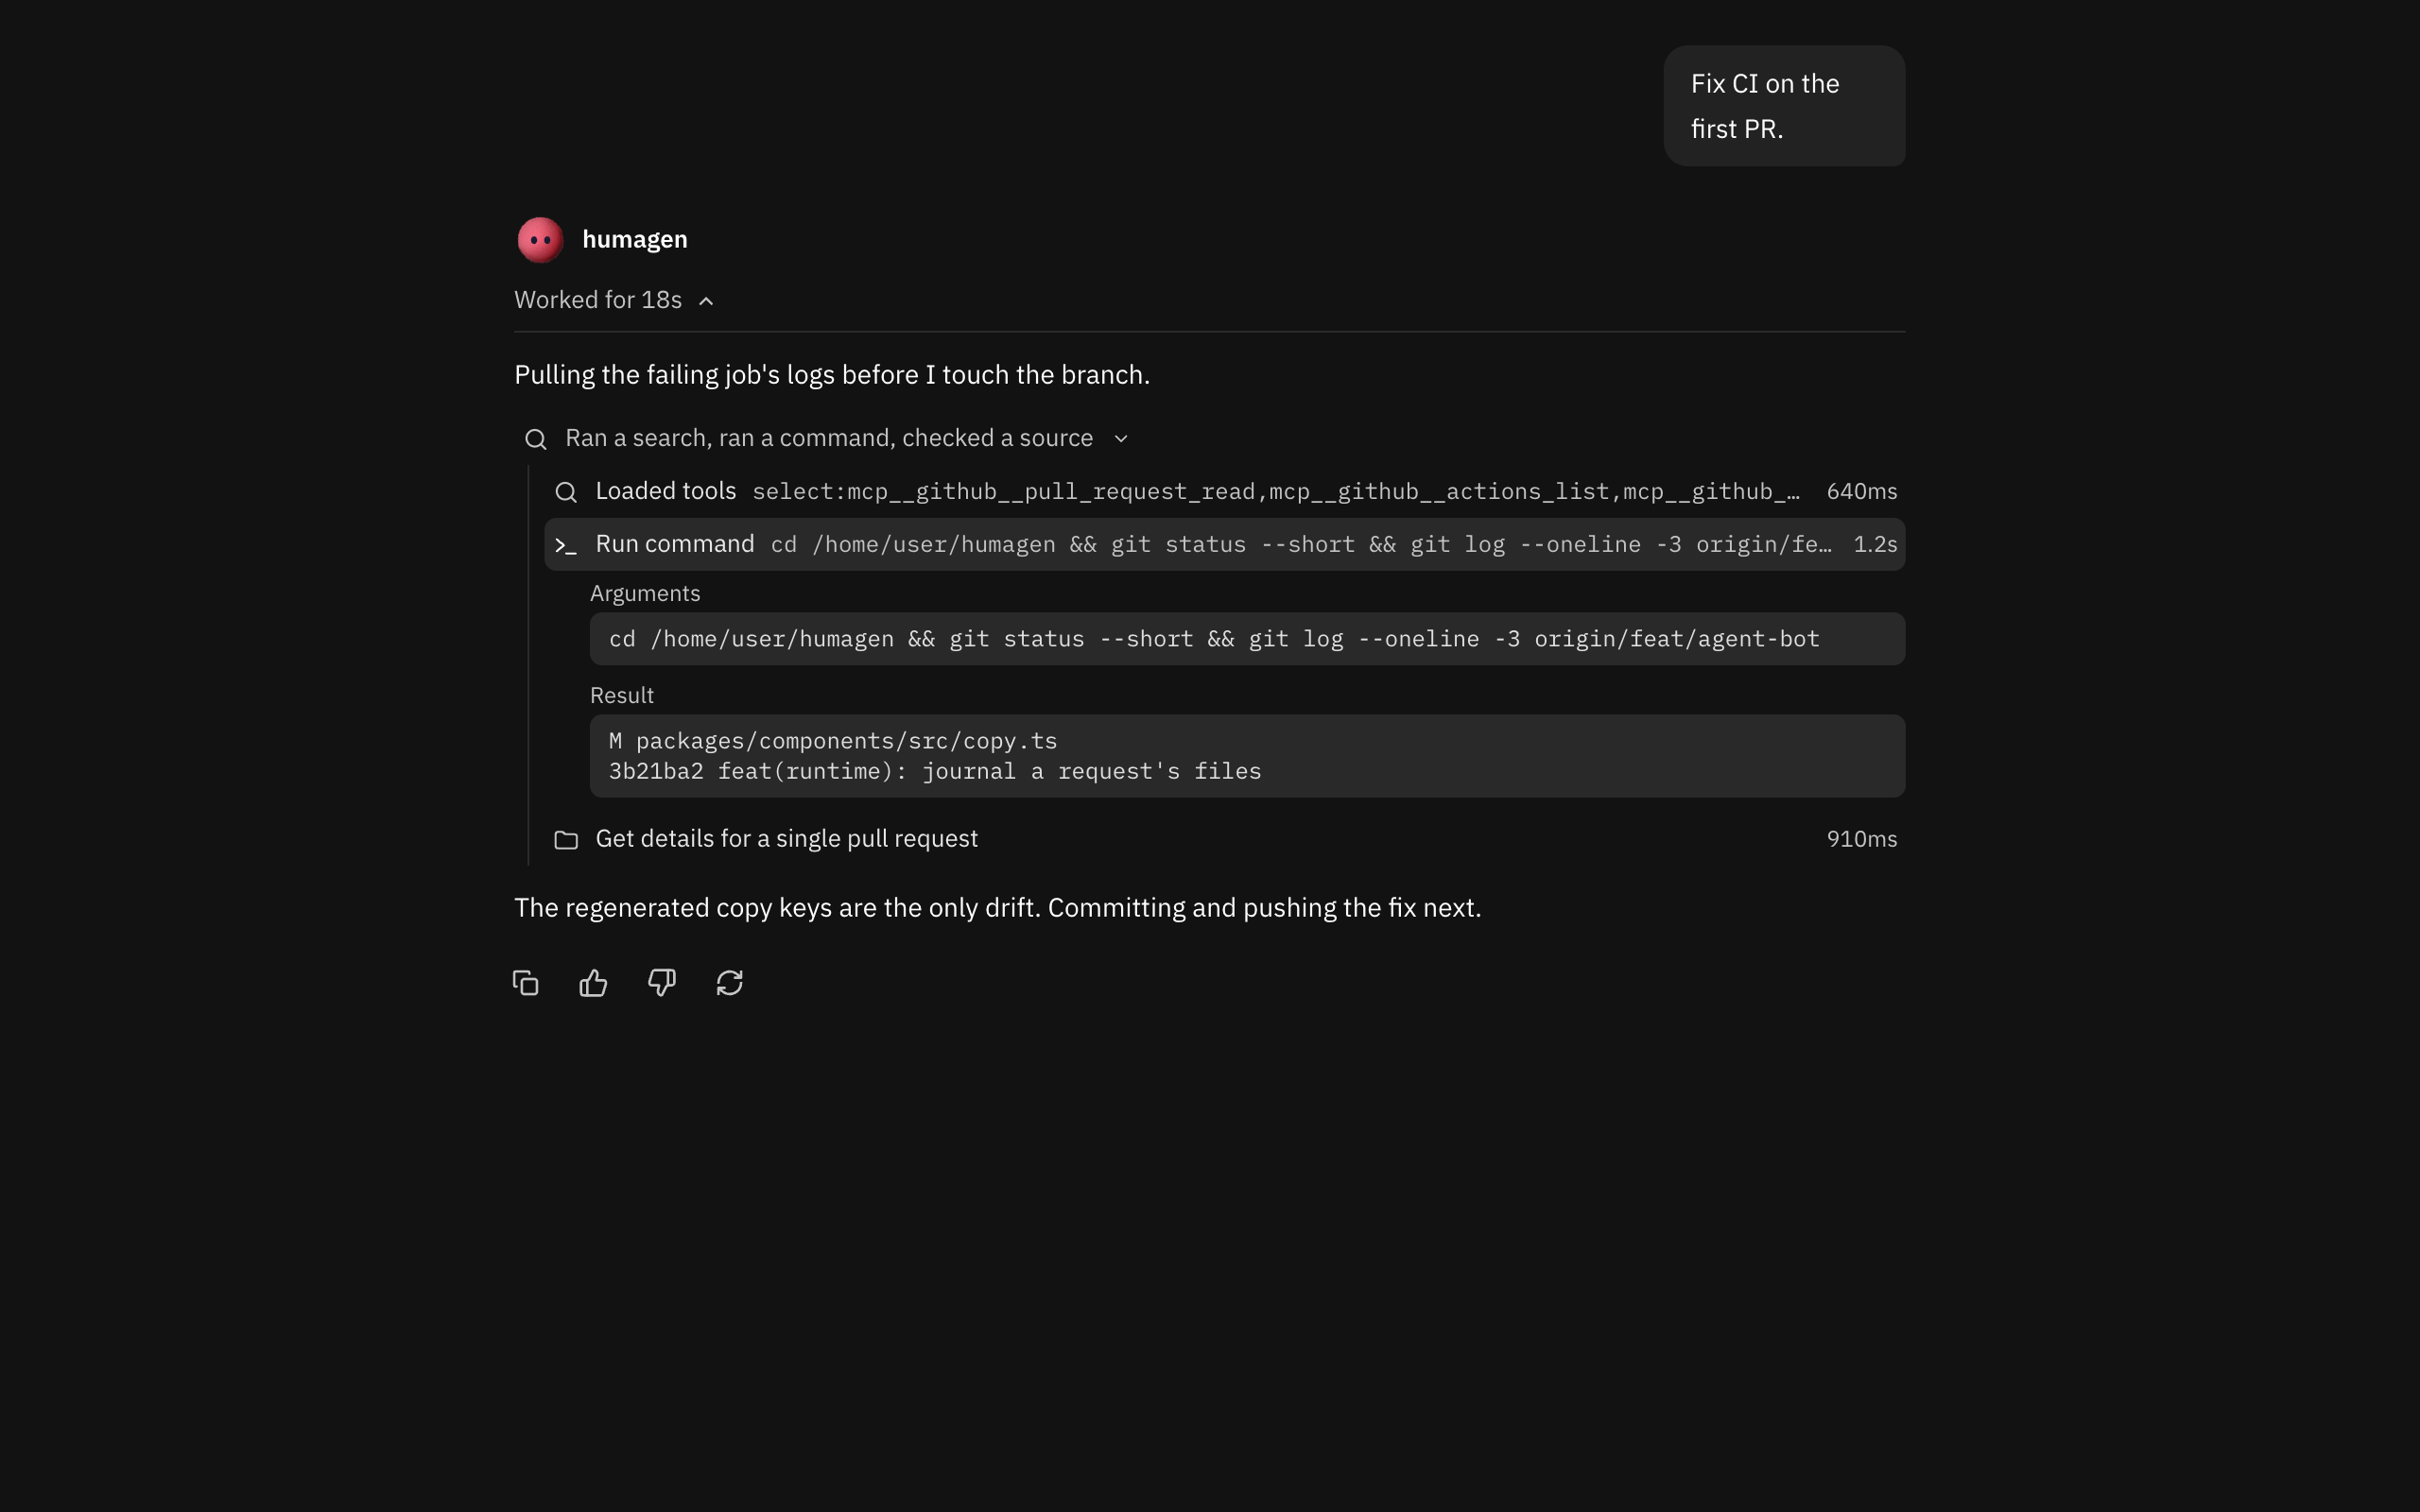 Fix CI on the
first PR.
humagen
Worked for 18s
Pulling the failing job's logs before I touch the branch.
Ran a search, ran a command, checked a source
Loaded tools select:mcp__github__pull_request_read,mcp__github__actions_list,mcp__github_… 640ms
Run command cd /home/user/humagen && git status --short && git log --oneline -3 origin/fe… 1.2s
Arguments
cd /home/user/humagen && git status --short && git log --oneline -3 origin/feat/agent-bot
Result
M packages/components/src/copy.ts
3b21ba2 feat(runtime): journal a request's files
Get details for a single pull request 910ms
The regenerated copy keys are the only drift. Committing and pushing the fix next.